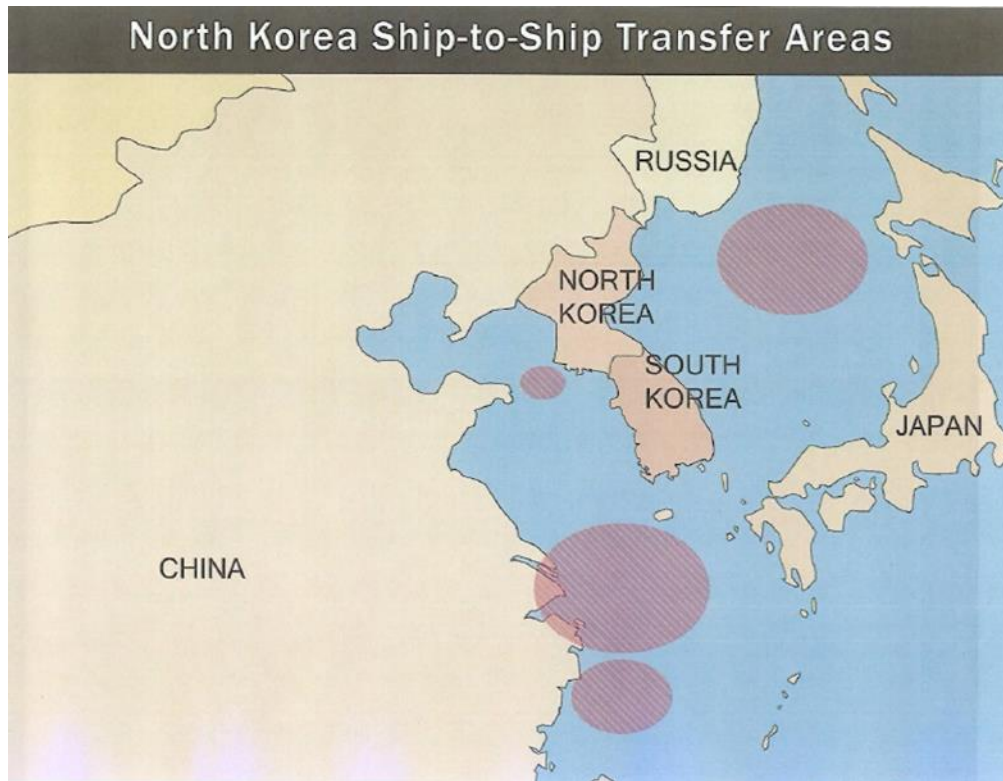 North Korea Ship-to-Ship Transfer Areas
RUSSIA
NORTH
KOREA
SOUTH
KOREA
JAPAN
CHINA